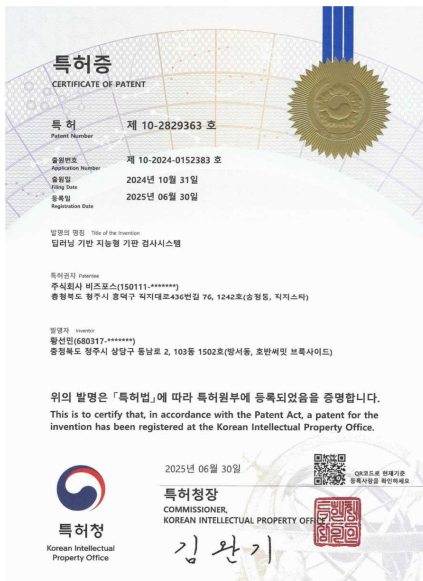 특허증
CERTIFICATE OF PATENT
특 허 제 10-2829363 호
Patent Number
출원번호 제 10-2024-0152383 호
Application Number
출원일 2024년 10월 31일
Filing Date
등록일 2025년 06월 30일
Registration Date
발명의 명칭 Title of the Invention
딥러닝 기반 지능형 기판 검사시스템
특허권자 Patentee
주식회사 비즈포스(150111-*******)
충청북도 청주시 흥덕구 직지대로436번길 76, 1242호(송정동, 직지스타)
발명자 Inventor
황선민(680317-*******)
충청북도 청주시 상당구 동남로 2, 103동 1502호(방서동, 호반써밋 브룩사이드)
위의 발명은 「특허법」에 따라 특허원부에 등록되었음을 증명합니다.
This is to certify that, in accordance with the Patent Act, a patent for the
invention has been registered at the Korean Intellectual Property Office.
2025년 06월 30일
QR코드로 현재기준
등록사항을 확인하세요
특허청장
COMMISSIONER,
KOREAN INTELLECTUAL PROPERTY OFFICE
김완기
특허청
Korean Intellectual
Property Office